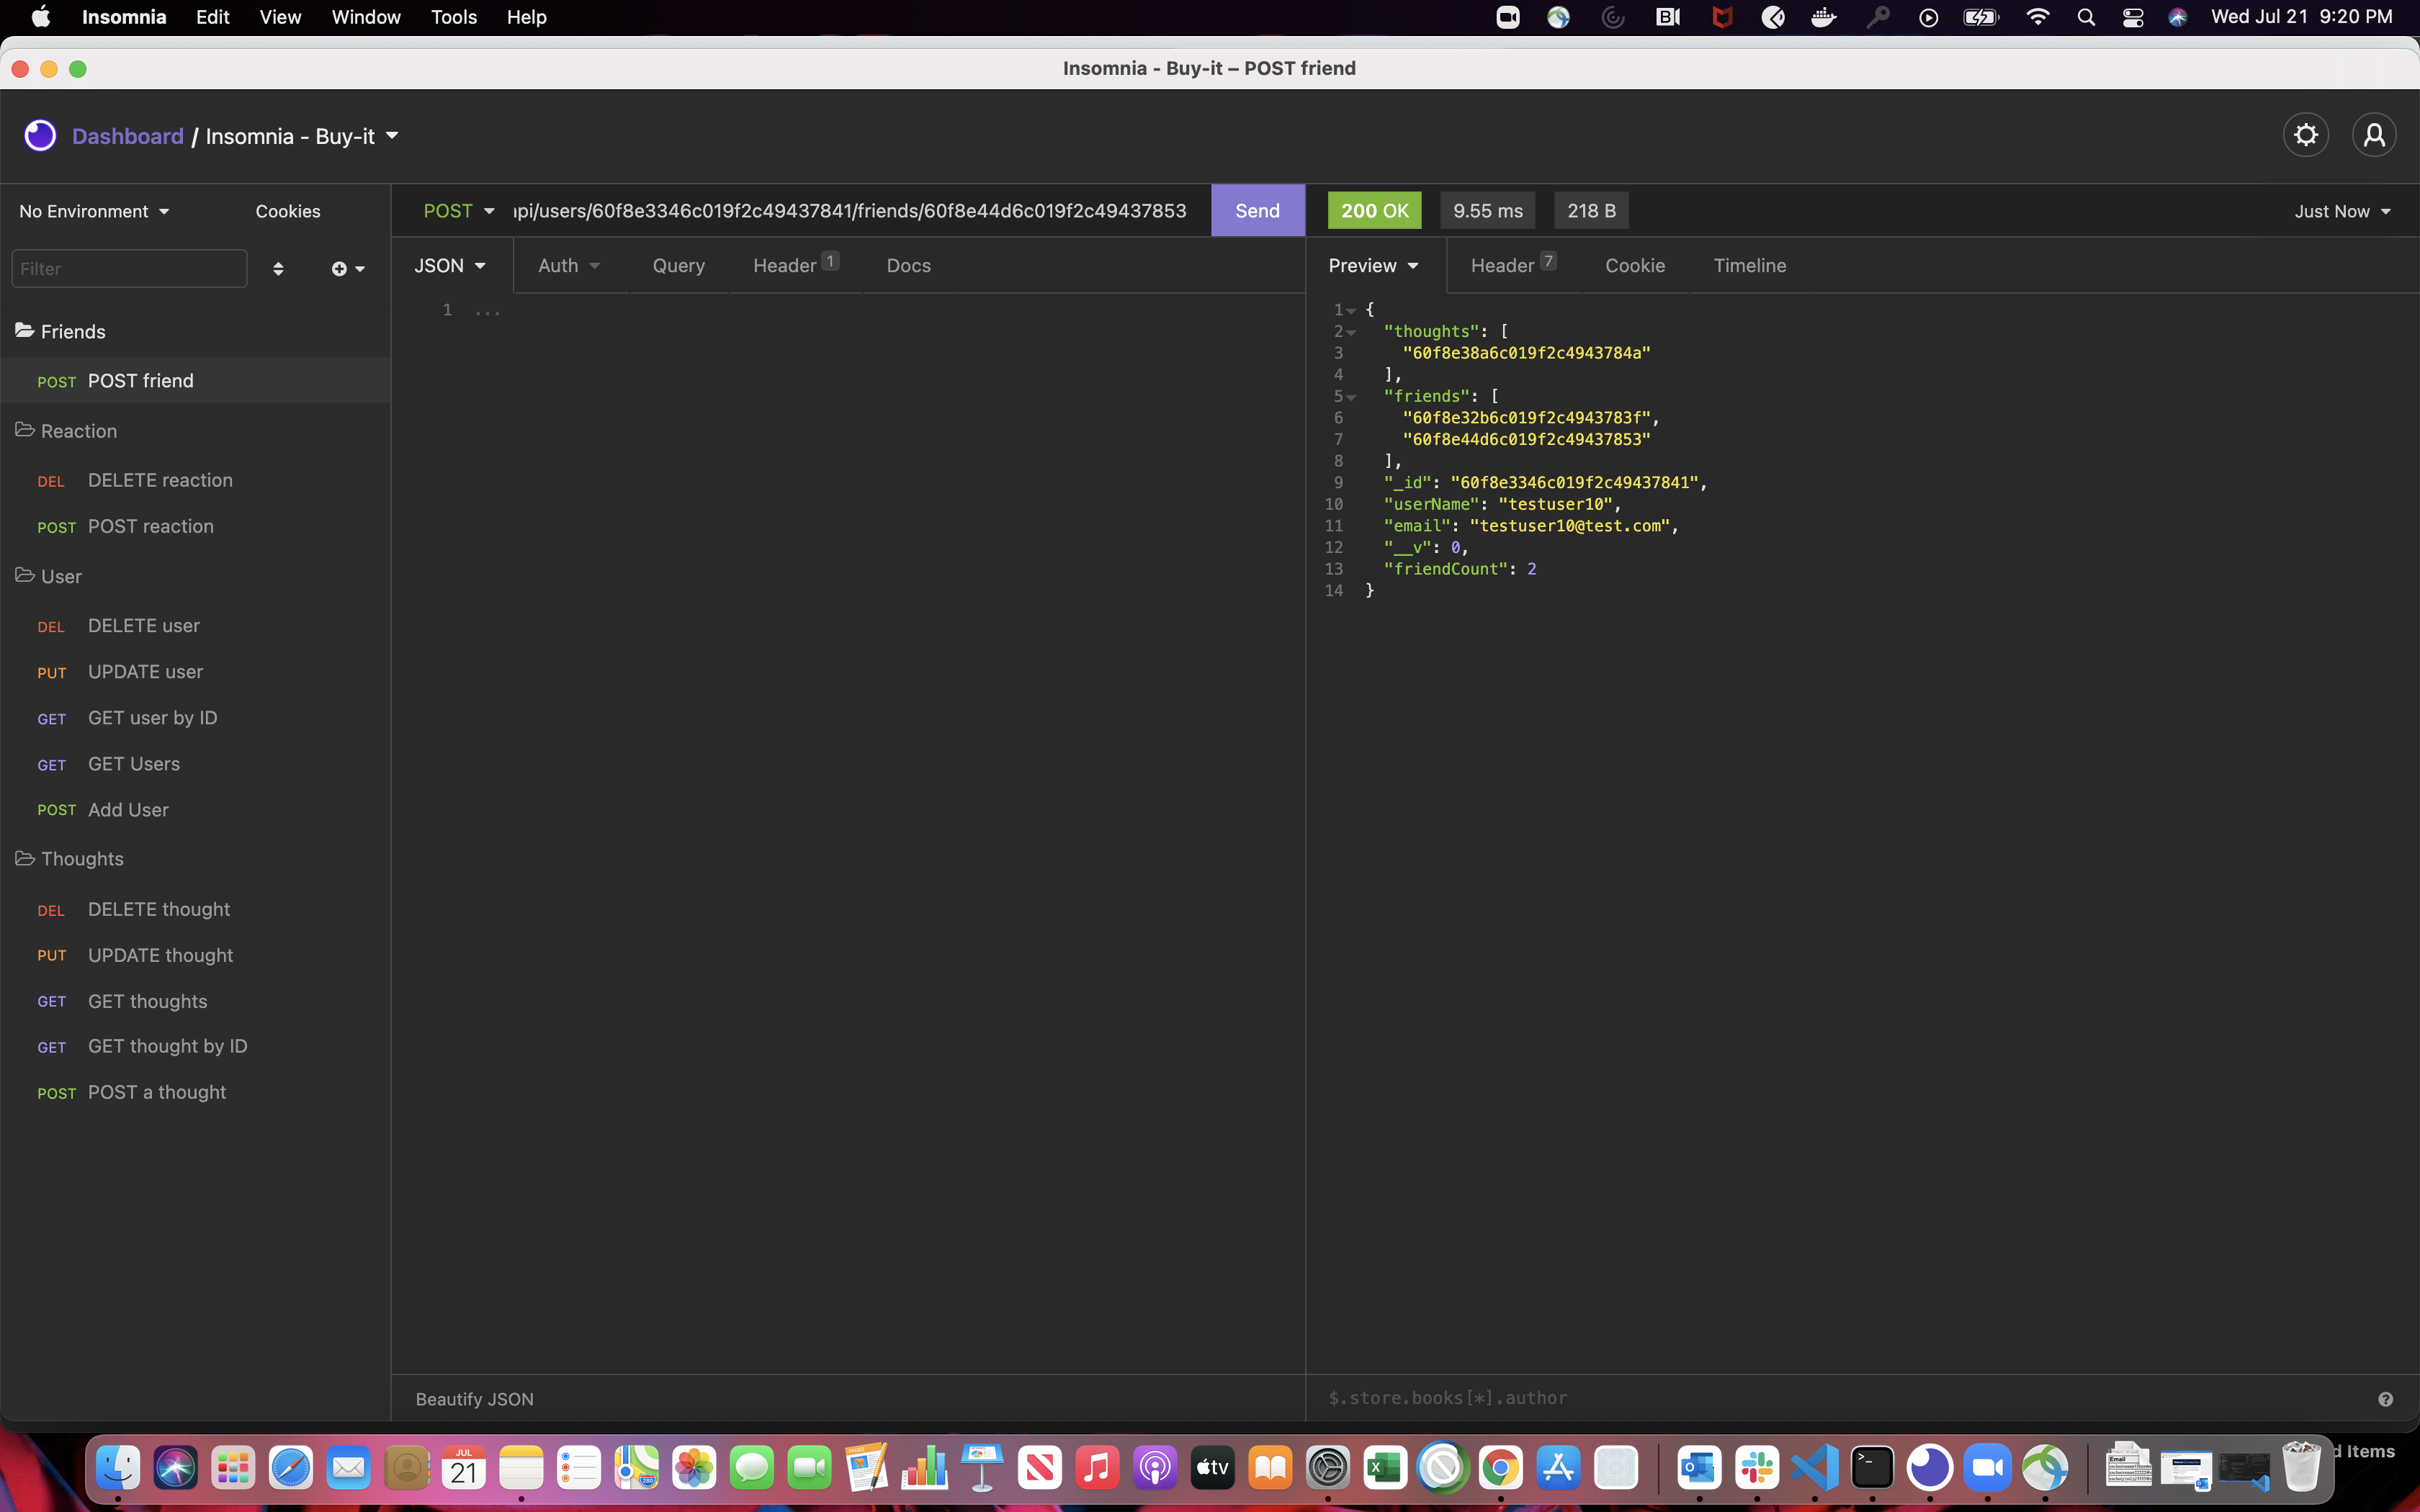 Insomnia Edit View Window Tools Help Wed Jul 21 9:20 PM
Insomnia - Buy-it – POST friend
Dashboard / Insomnia - Buy-it
No Environment Cookies
POST api/users/60f8e3346c019f2c49437841/friends/60f8e44d6c019f2c49437853 Send
200 OK 9.55 ms 218 B Just Now
Filter
JSON Auth Query Header 1 Docs
Preview Header 7 Cookie Timeline
Friends
POST POST friend
Reaction
DEL DELETE reaction
POST POST reaction
User
DEL DELETE user
PUT UPDATE user
GET GET user by ID
GET GET Users
POST Add User
Thoughts
DEL DELETE thought
PUT UPDATE thought
GET GET thoughts
GET GET thought by ID
POST POST a thought
1 ...
1 {
2 "thoughts": [
3 "60f8e38a6c019f2c4943784a"
4 ],
5 "friends": [
6 "60f8e32b6c019f2c4943783f",
7 "60f8e44d6c019f2c49437853"
8 ],
9 "_id": "60f8e3346c019f2c49437841",
10 "userName": "testuser10",
11 "email": "testuser10@test.com",
12 "__v": 0,
13 "friendCount": 2
14 }
Beautify JSON
$.store.books[*].author
JUL
21
tv
d Items